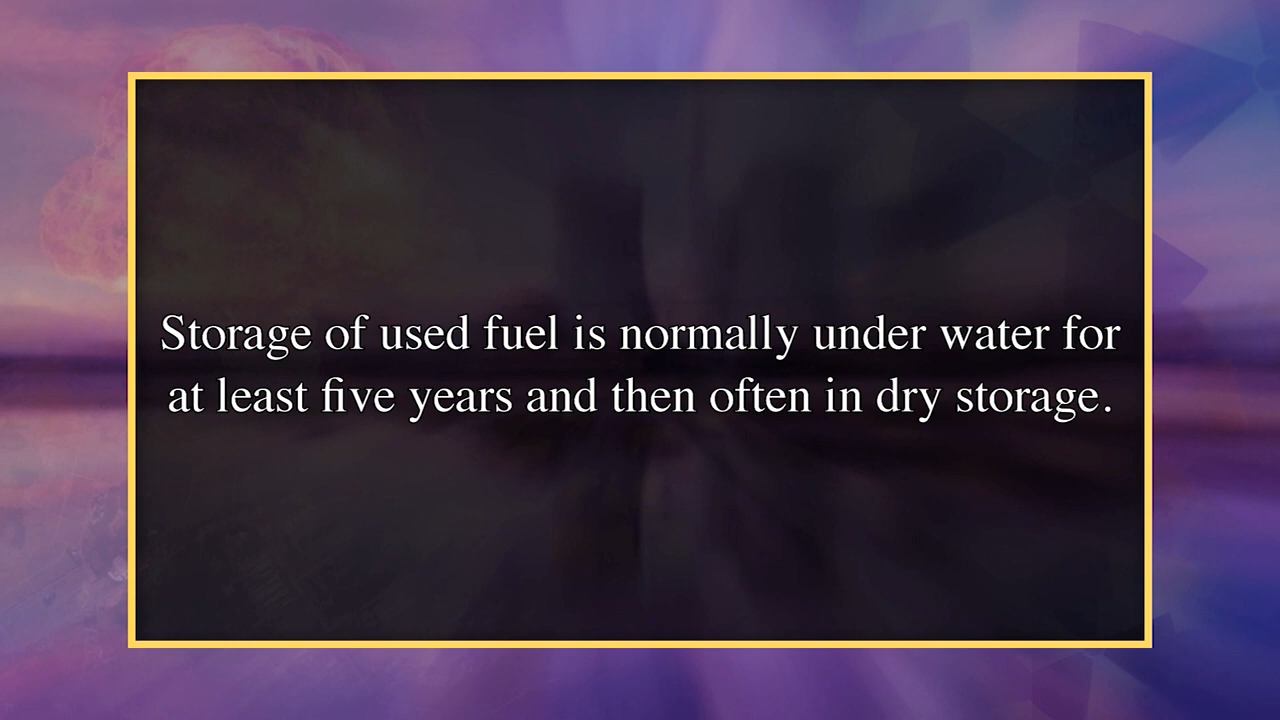 Storage of used fuel is normally under water for
at least five years and then often in dry storage.